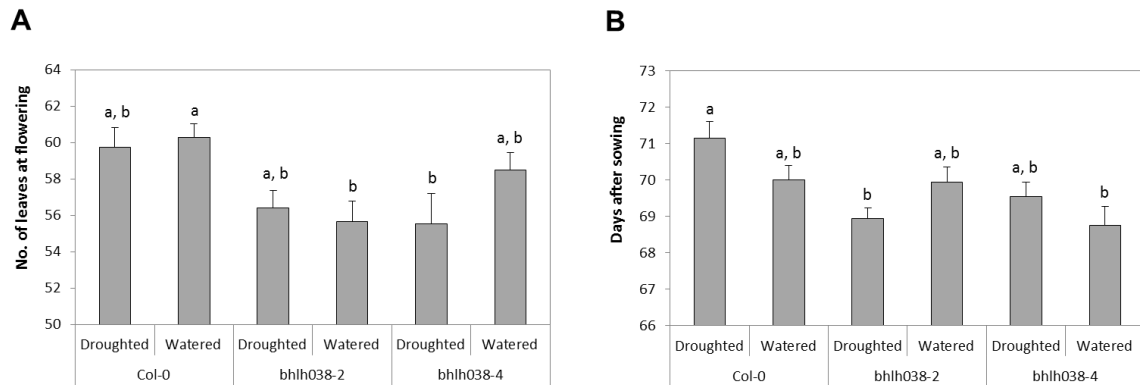 A
No. of leaves at flowering
64
62
60
58
56
54
52
50
a, b
a
a, b
b
b
a, b
Droughted Watered Droughted Watered Droughted Watered
Col-0 bhlh038-2 bhlh038-4
B
Days after sowing
73
72
71
70
69
68
67
66
a
a, b
b
a, b
a, b
b
Droughted Watered Droughted Watered Droughted Watered
Col-0 bhlh038-2 bhlh038-4